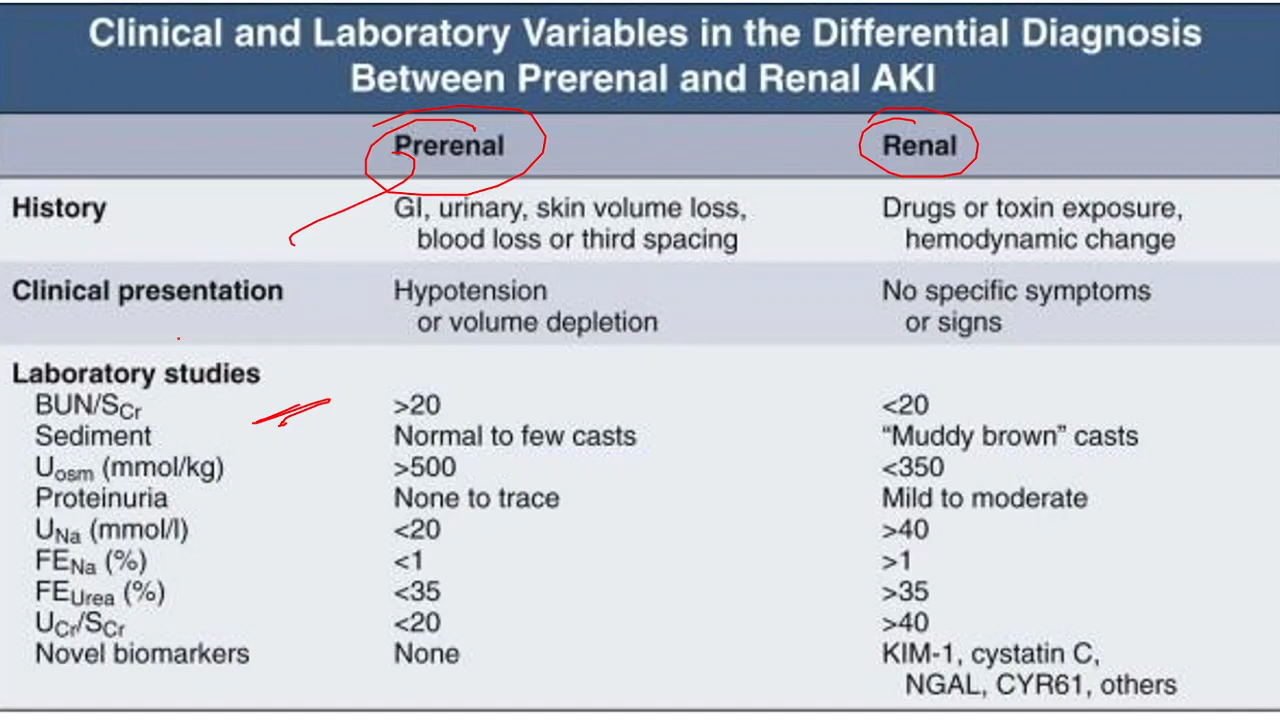 Clinical and Laboratory Variables in the Differential Diagnosis
Between Prerenal and Renal AKI
Prerenal Renal
History GI, urinary, skin volume loss, Drugs or toxin exposure,
blood loss or third spacing hemodynamic change
Clinical presentation Hypotension No specific symptoms
or volume depletion or signs
Laboratory studies
BUN/SCr >20 <20
Sediment Normal to few casts “Muddy brown” casts
Uosm (mmol/kg) >500 <350
Proteinuria None to trace Mild to moderate
UNa (mmol/l) <20 >40
FENa (%) <1 >1
FEUrea (%) <35 >35
UCr/SCr <20 >40
Novel biomarkers None KIM-1, cystatin C,
NGAL, CYR61, others